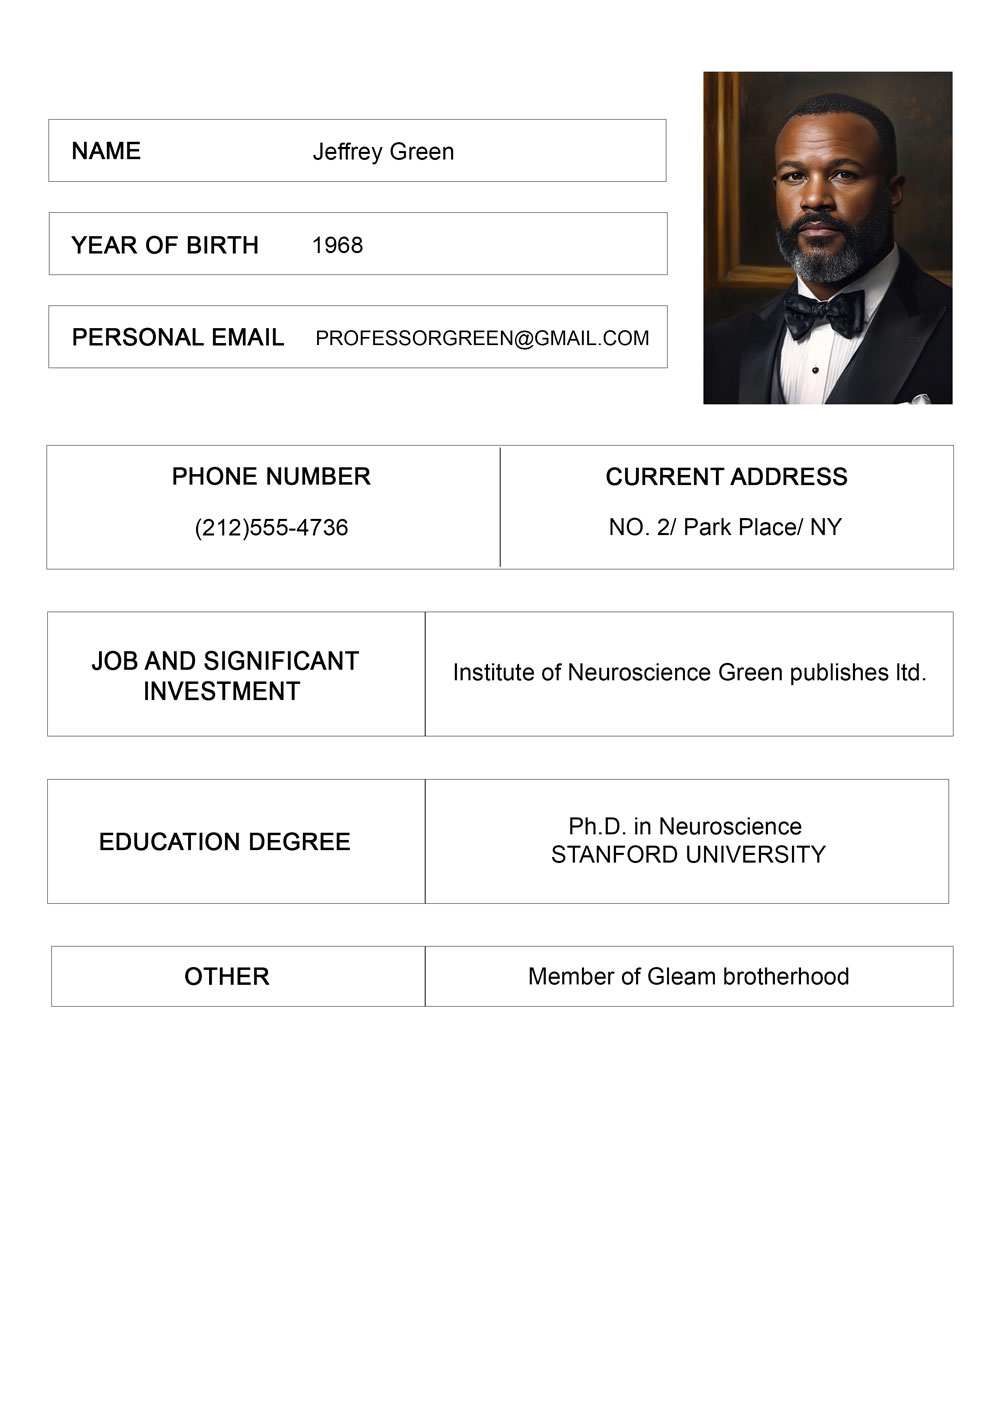 NAME Jeffrey Green
YEAR OF BIRTH 1968
PERSONAL EMAIL PROFESSORGREEN@GMAIL.COM
PHONE NUMBER
(212)555-4736
CURRENT ADDRESS
NO. 2/ Park Place/ NY
JOB AND SIGNIFICANT
INVESTMENT
Institute of Neuroscience Green publishes ltd.
EDUCATION DEGREE
Ph.D. in Neuroscience
STANFORD UNIVERSITY
OTHER
Member of Gleam brotherhood